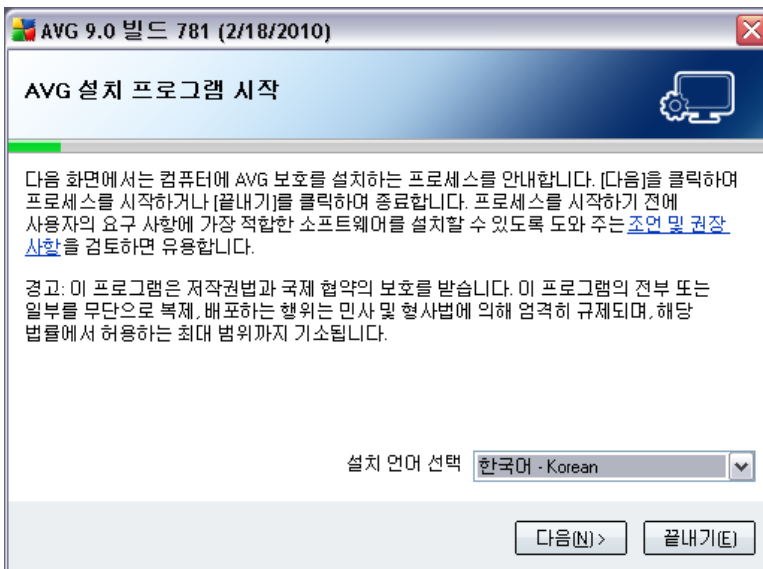 AVG 9.0 빌드 781 (2/18/2010)
AVG 설치 프로그램 시작
다음 화면에서는 컴퓨터에 AVG 보호를 설치하는 프로세스를 안내합니다. [다음]을 클릭하여
프로세스를 시작하거나 [끝내기]를 클릭하여 종료합니다. 프로세스를 시작하기 전에
사용자의 요구 사항에 가장 적합한 소프트웨어를 설치할 수 있도록 도와 주는 조언 및 권장
사항을 검토하면 유용합니다.
경고: 이 프로그램은 저작권법과 국제 협약의 보호를 받습니다. 이 프로그램의 전부 또는
일부를 무단으로 복제, 배포하는 행위는 민사 및 형사법에 의해 엄격히 규제되며, 해당
법률에서 허용하는 최대 범위까지 기소됩니다.
설치 언어 선택 한국어 - Korean
다음(N) > 끝내기(E)